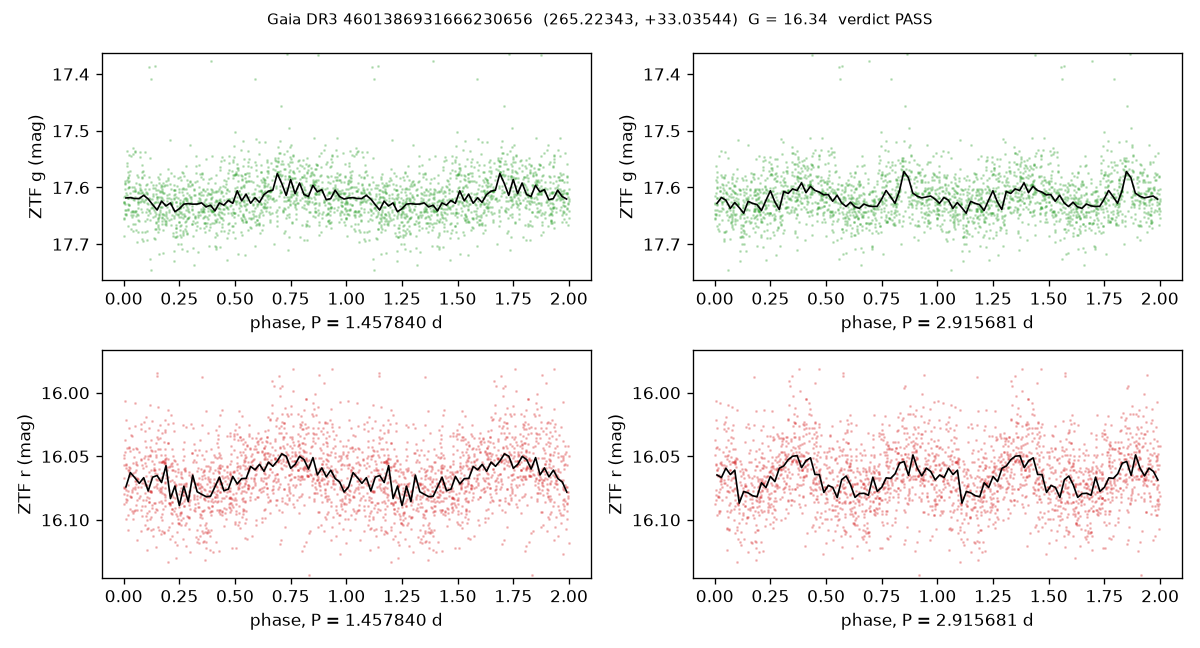 Gaia DR3 4601386931666230656 (265.22343, +33.03544) G = 16.34 verdict PASS
ZTF g (mag)
17.4
17.5
17.6
17.7
0.00 0.25 0.50 0.75 1.00 1.25 1.50 1.75 2.00
phase, P = 1.457840 d
ZTF g (mag)
17.4
17.5
17.6
17.7
0.00 0.25 0.50 0.75 1.00 1.25 1.50 1.75 2.00
phase, P = 2.915681 d
ZTF r (mag)
16.00
16.05
16.10
0.00 0.25 0.50 0.75 1.00 1.25 1.50 1.75 2.00
phase, P = 1.457840 d
ZTF r (mag)
16.00
16.05
16.10
0.00 0.25 0.50 0.75 1.00 1.25 1.50 1.75 2.00
phase, P = 2.915681 d